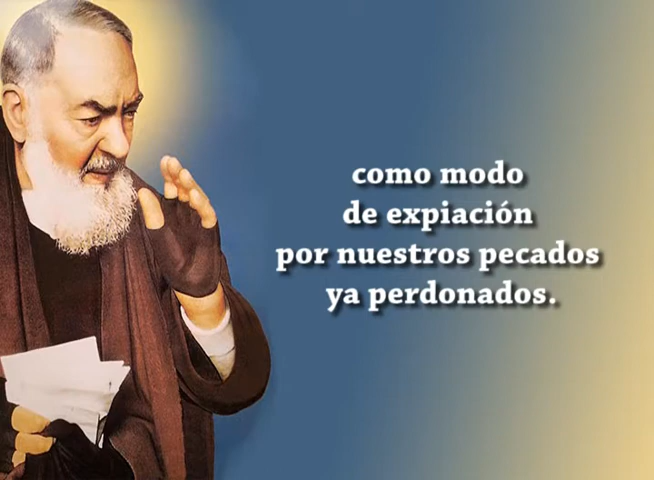 como modo
de expiación
por nuestros pecados
ya perdonados.